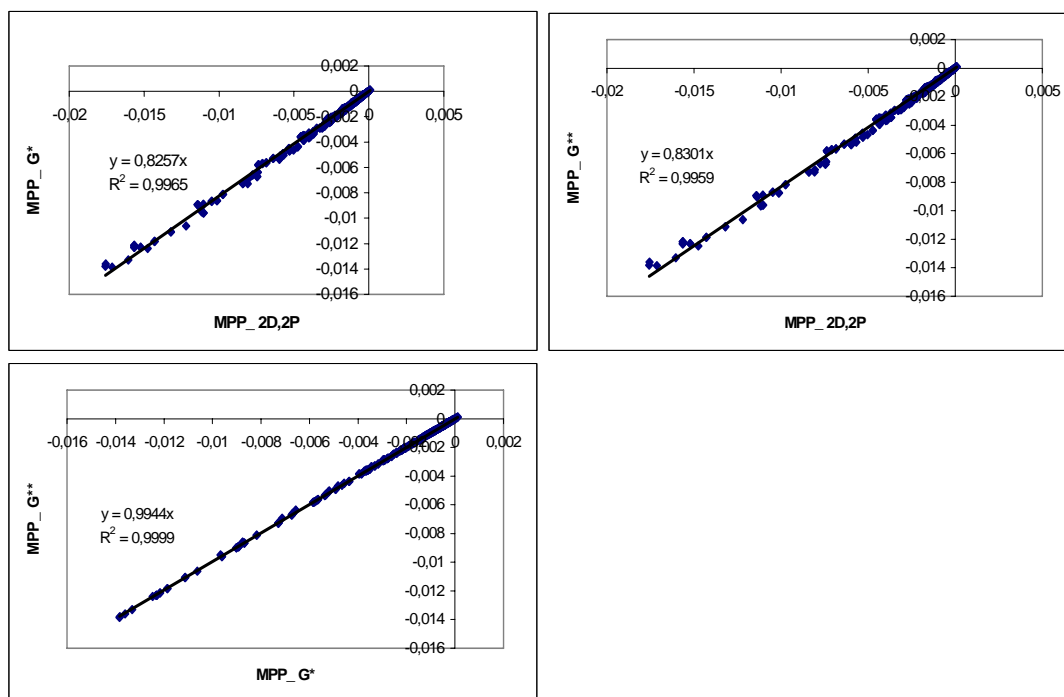 0,002
-0,02 -0,015 -0,01 -0,005 0 0,005
0
-0,002
-0,004
-0,006
-0,008
-0,01
-0,012
-0,014
-0,016
y = 0,8257x
R² = 0,9965
MPP_ G*
MPP_ 2D,2P
0,002
-0,02 -0,015 -0,01 -0,005 0 0,005
0
-0,002
-0,004
-0,006
-0,008
-0,01
-0,012
-0,014
-0,016
y = 0,8301x
R² = 0,9959
MPP_ G**
MPP_ 2D,2P
0,002
-0,016 -0,014 -0,012 -0,01 -0,008 -0,006 -0,004 -0,002 0 0,002
0
-0,002
-0,004
-0,006
-0,008
-0,01
-0,012
-0,014
-0,016
y = 0,9944x
R² = 0,9999
MPP_ G**
MPP_ G*